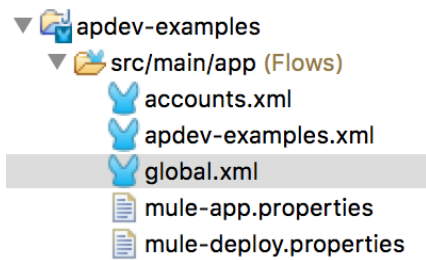 apdev-examples
src/main/app (Flows)
accounts.xml
apdev-examples.xml
global.xml
mule-app.properties
mule-deploy.properties